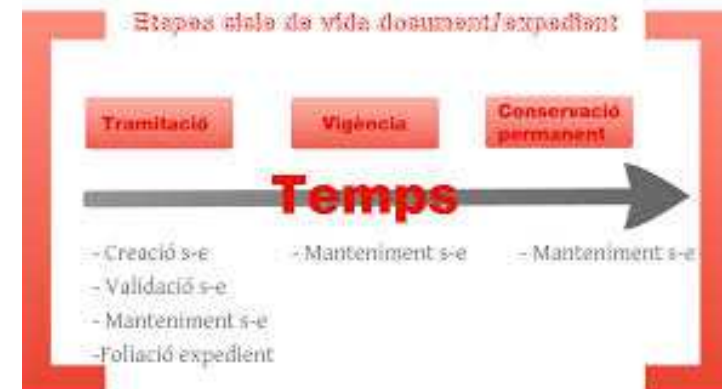 Etapes cicle de vida document/expedient
Tramitació
Vigència
Conservació
permanent
Temps
- Creació s-e
- Validació s-e
- Manteniment s-e
-Foliació expedient
- Manteniment s-e
- Manteniment s-e